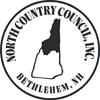 NORTH COUNTRY COUNCIL, INC.
BETHLEHEM, NH